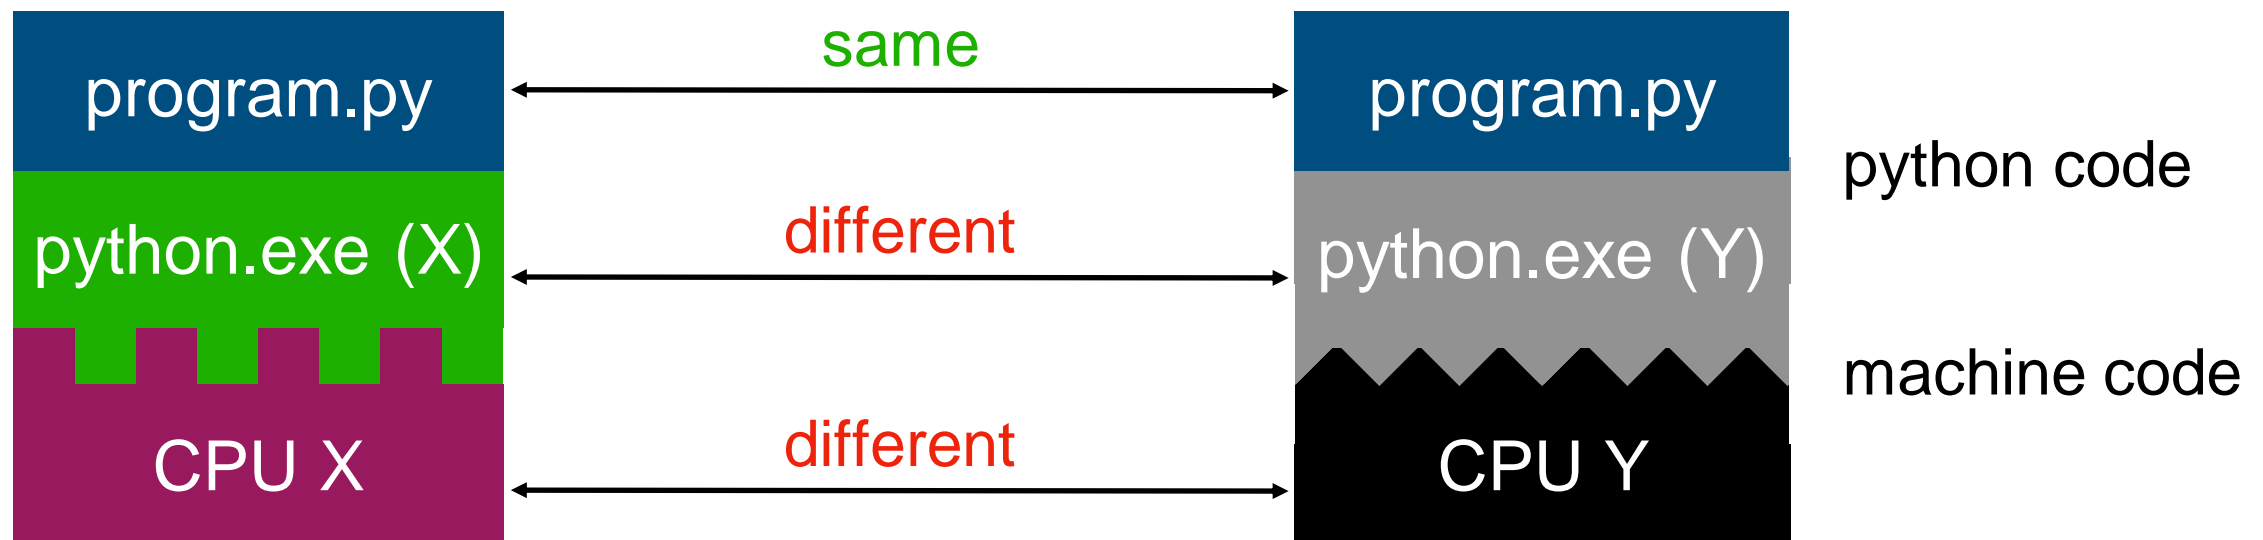 same
program.py
program.py
python code
different
python.exe (X)
python.exe (Y)
machine code
different
CPU X
CPU Y